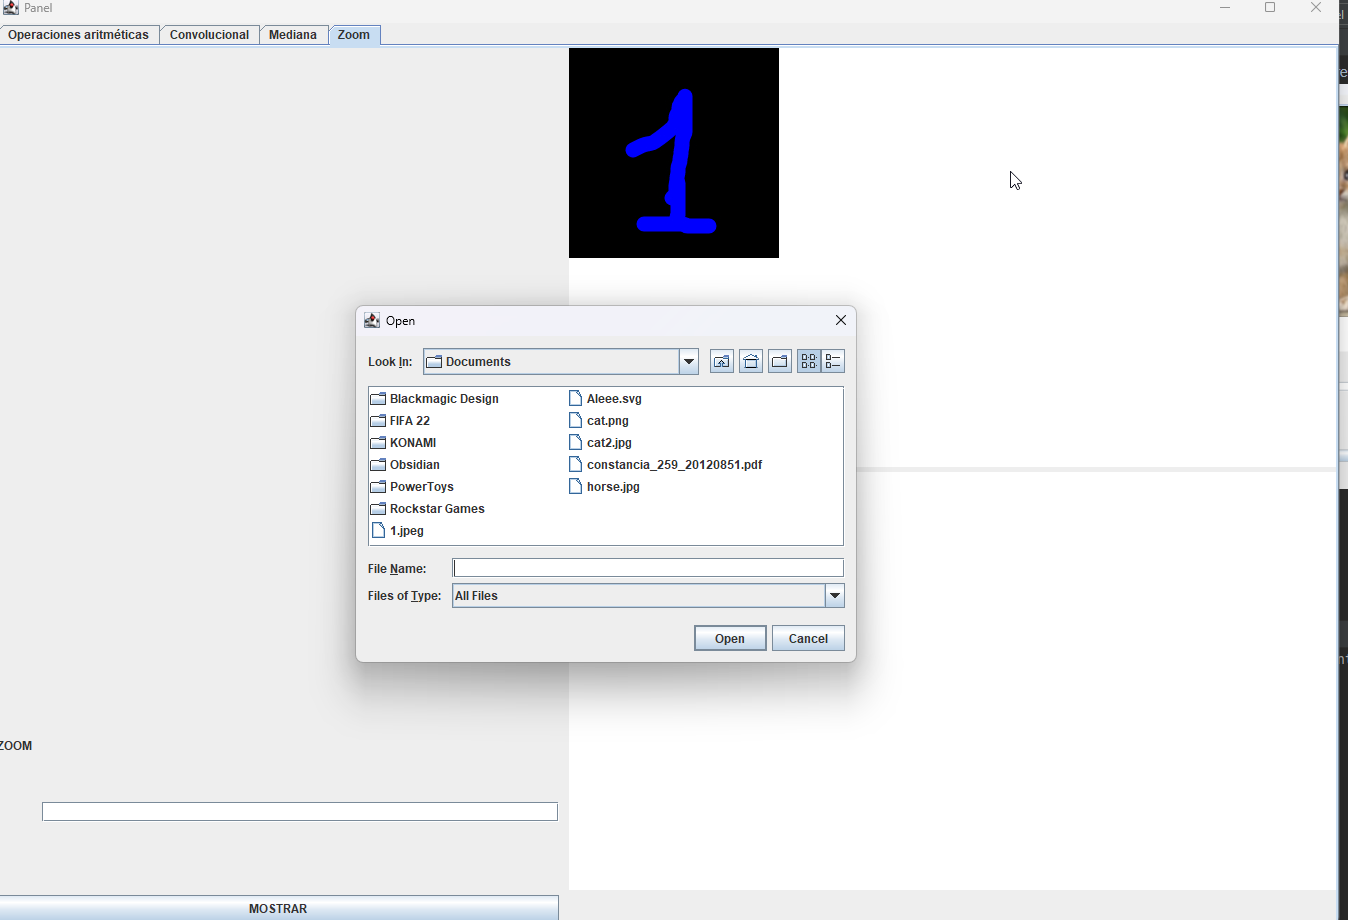 Panel
Operaciones aritméticas Convolucional Mediana Zoom
1
Open
Look In: Documents
Blackmagic Design
FIFA 22
KONAMI
Obsidian
PowerToys
Rockstar Games
1.jpeg
Aleee.svg
cat.png
cat2.jpg
constancia_259_20120851.pdf
horse.jpg
File Name:
Files of Type: All Files
Open Cancel
ZOOM
MOSTRAR